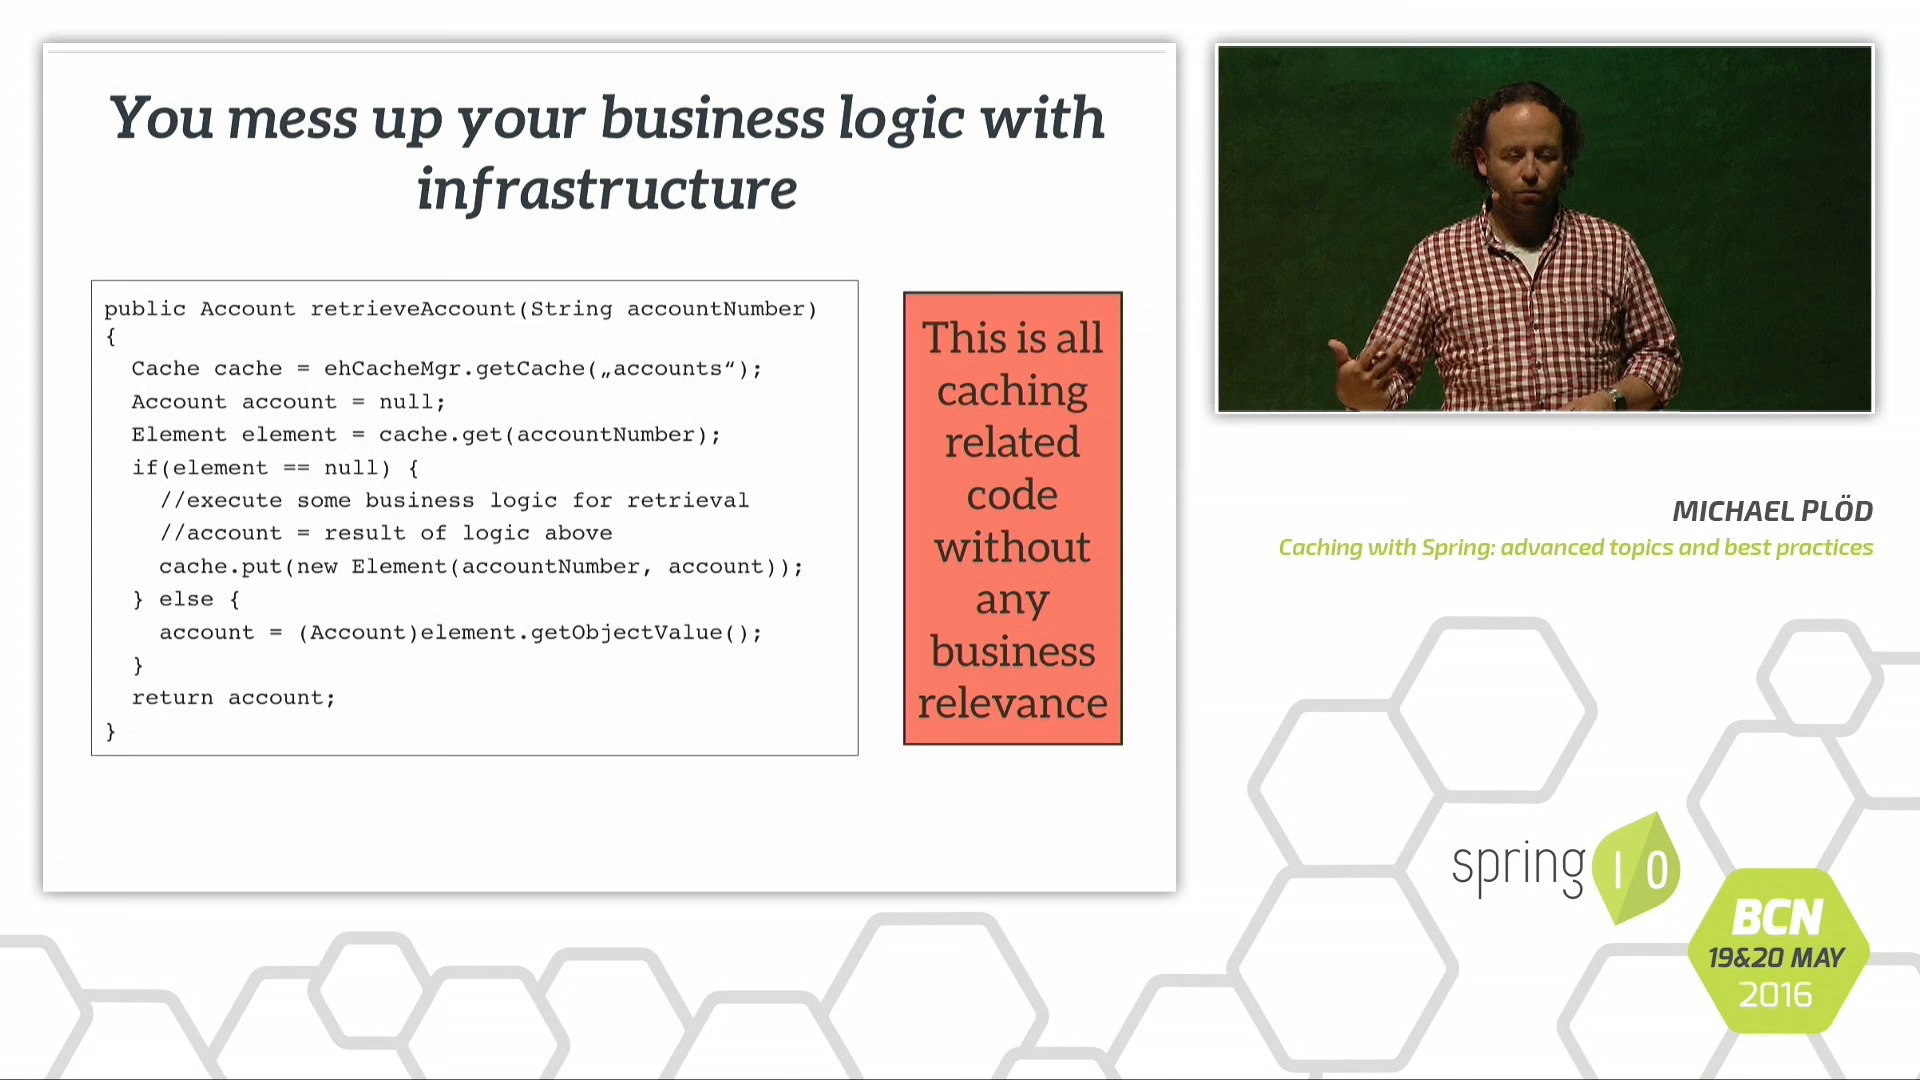 You mess up your business logic with
infrastructure
public Account retrieveAccount(String accountNumber)
{
Cache cache = ehCacheMgr.getCache(„accounts“);
Account account = null;
Element element = cache.get(accountNumber);
if(element == null) {
//execute some business logic for retrieval
//account = result of logic above
cache.put(new Element(accountNumber, account));
} else {
account = (Account)element.getObjectValue();
}
return account;
}
This is all
caching
related
code
without
any
business
relevance
MICHAEL PLÖD
Caching with Spring: advanced topics and best practices
spring I O
BCN
19&20 MAY
2016